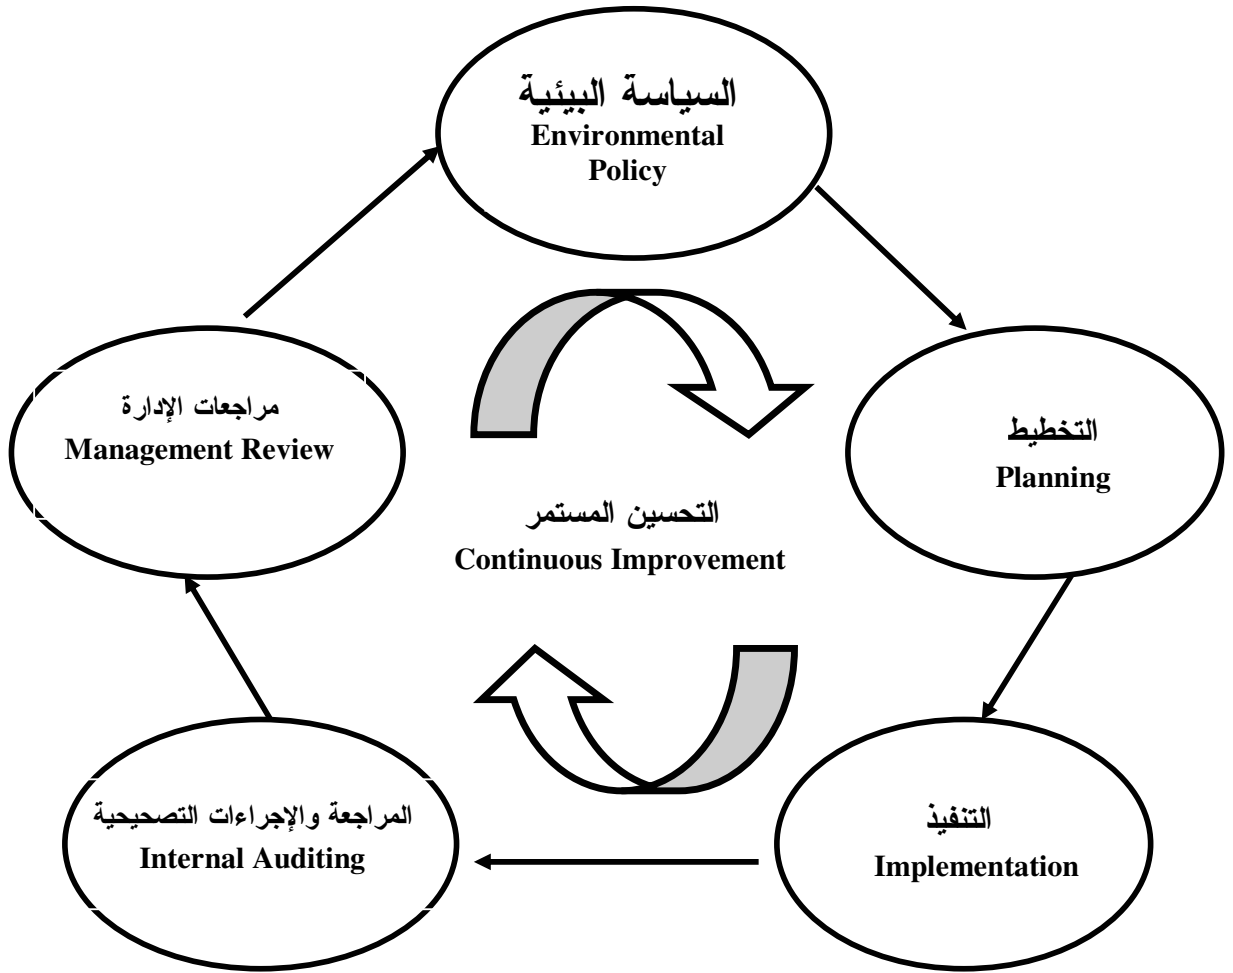 السياسة البيئية
Environmental
Policy
مراجعات الإدارة
Management Review
التخطيط
Planning
التحسين المستمر
Continuous Improvement
المراجعة والإجراءات التصحيحية
Internal Auditing
التنفيذ
Implementation